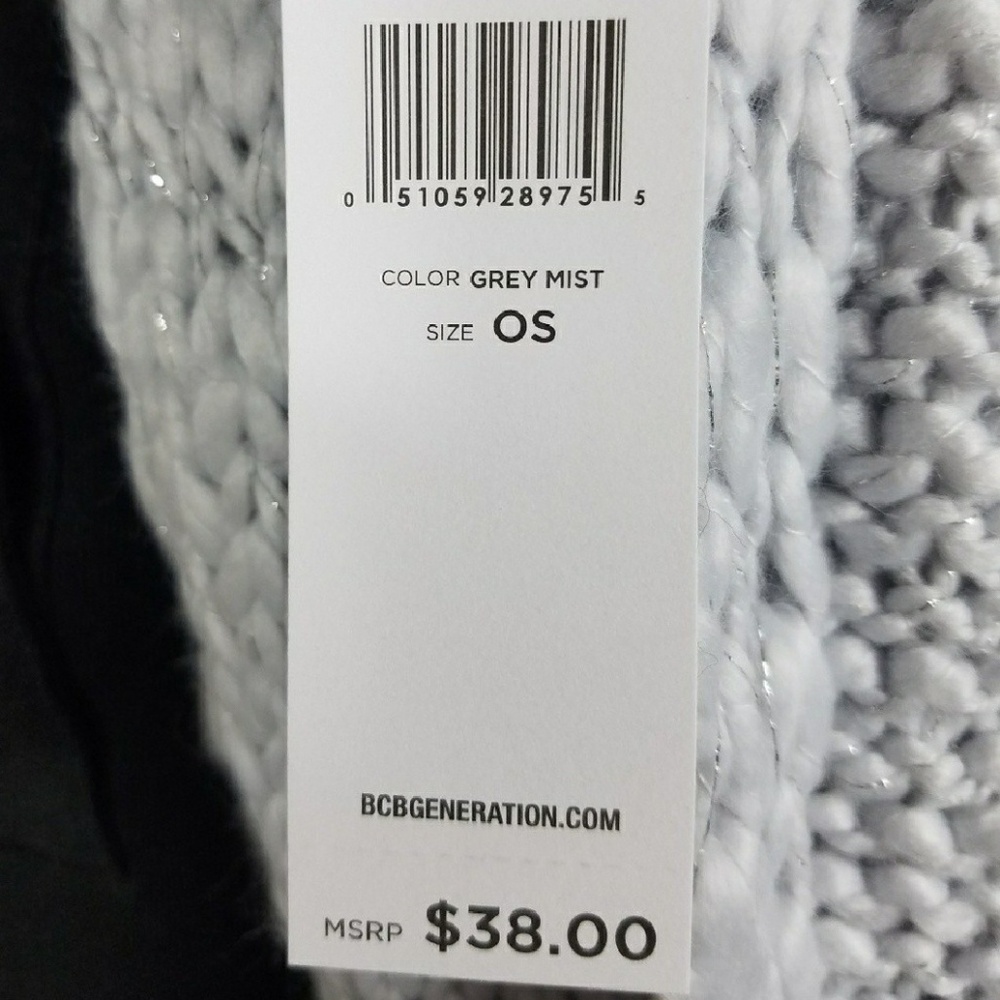 0 51059 28975 5
COLOR GREY MIST
SIZE OS
BCBGENERATION.COM
MSRP $38.00